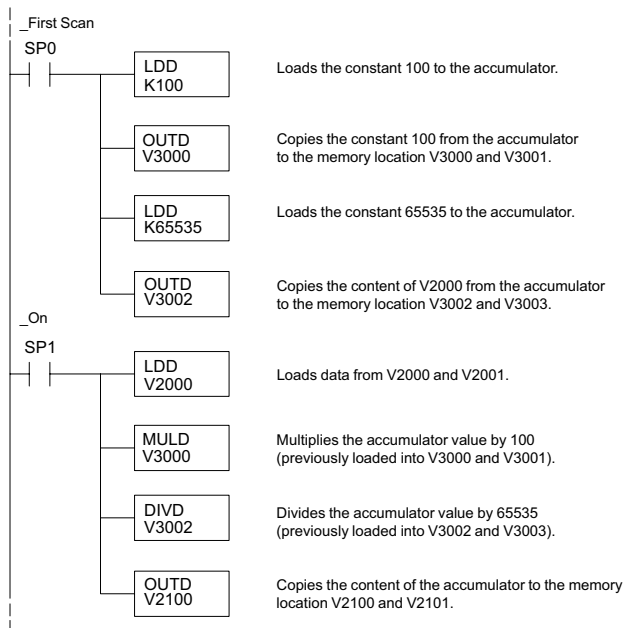 _First Scan
SP0
LDD
K100
Loads the constant 100 to the accumulator.
OUTD
V3000
Copies the constant 100 from the accumulator
to the memory location V3000 and V3001.
LDD
K65535
Loads the constant 65535 to the accumulator.
OUTD
V3002
Copies the content of V2000 from the accumulator
to the memory location V3002 and V3003.
_On
SP1
LDD
V2000
Loads data from V2000 and V2001.
MULD
V3000
Multiplies the accumulator value by 100
(previously loaded into V3000 and V3001).
DIVD
V3002
Divides the accumulator value by 65535
(previously loaded into V3002 and V3003).
OUTD
V2100
Copies the content of the accumulator to the memory
location V2100 and V2101.